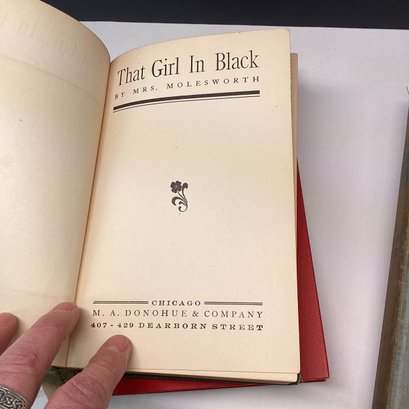 That Girl In Black
BY MRS. MOLESWORTH
CHICAGO
M. A. DONOHUE & COMPANY
407 - 429 DEARBORN STREET